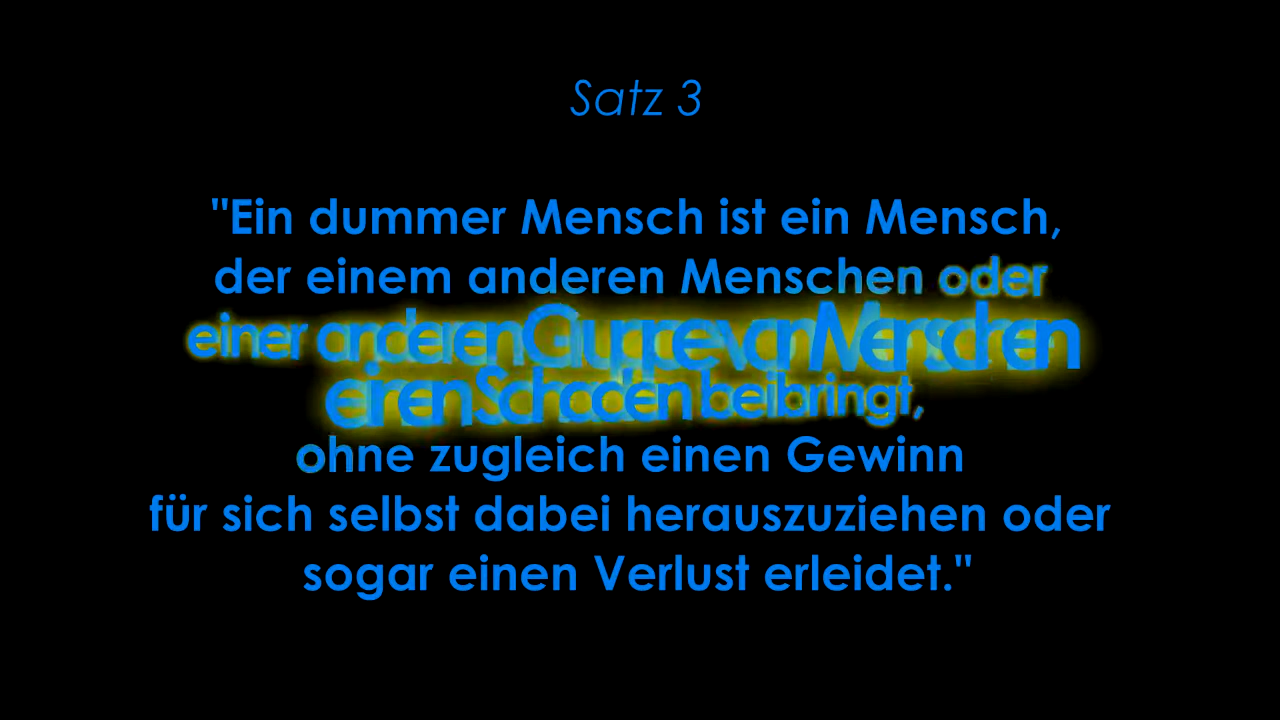 Satz 3
"Ein dummer Mensch ist ein Mensch,
der einem anderen Menschen oder
einer anderen Gruppe von Menschen
einen Schaden beibringt,
ohne zugleich einen Gewinn
für sich selbst dabei herauszuziehen oder
sogar einen Verlust erleidet."